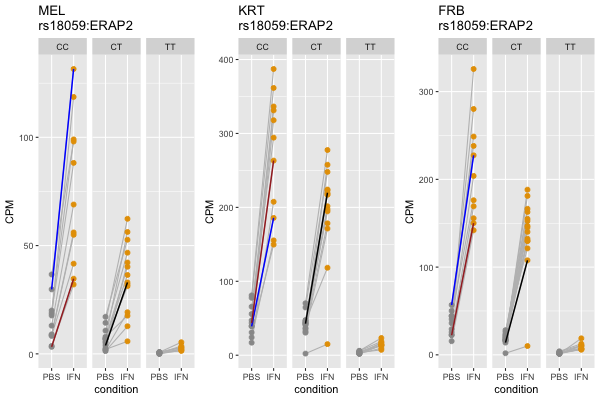 MEL
rs18059:ERAP2
CC CT TT
CPM
100
50
0
PBS IFN PBS IFN PBS IFN
condition
KRT
rs18059:ERAP2
CC CT TT
CPM
400
300
200
100
0
PBS IFN PBS IFN PBS IFN
condition
FRB
rs18059:ERAP2
CC CT TT
CPM
300
200
100
0
PBS IFN PBS IFN PBS IFN
condition